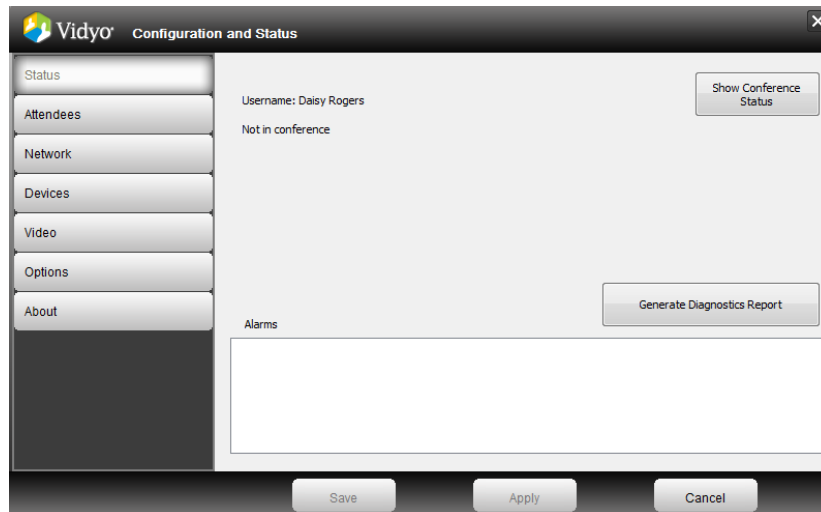 Vidyo® Configuration and Status
Status
Attendees
Network
Devices
Video
Options
About
Username: Daisy Rogers
Not in conference
Show Conference
Status
Generate Diagnostics Report
Alarms
Save
Apply
Cancel